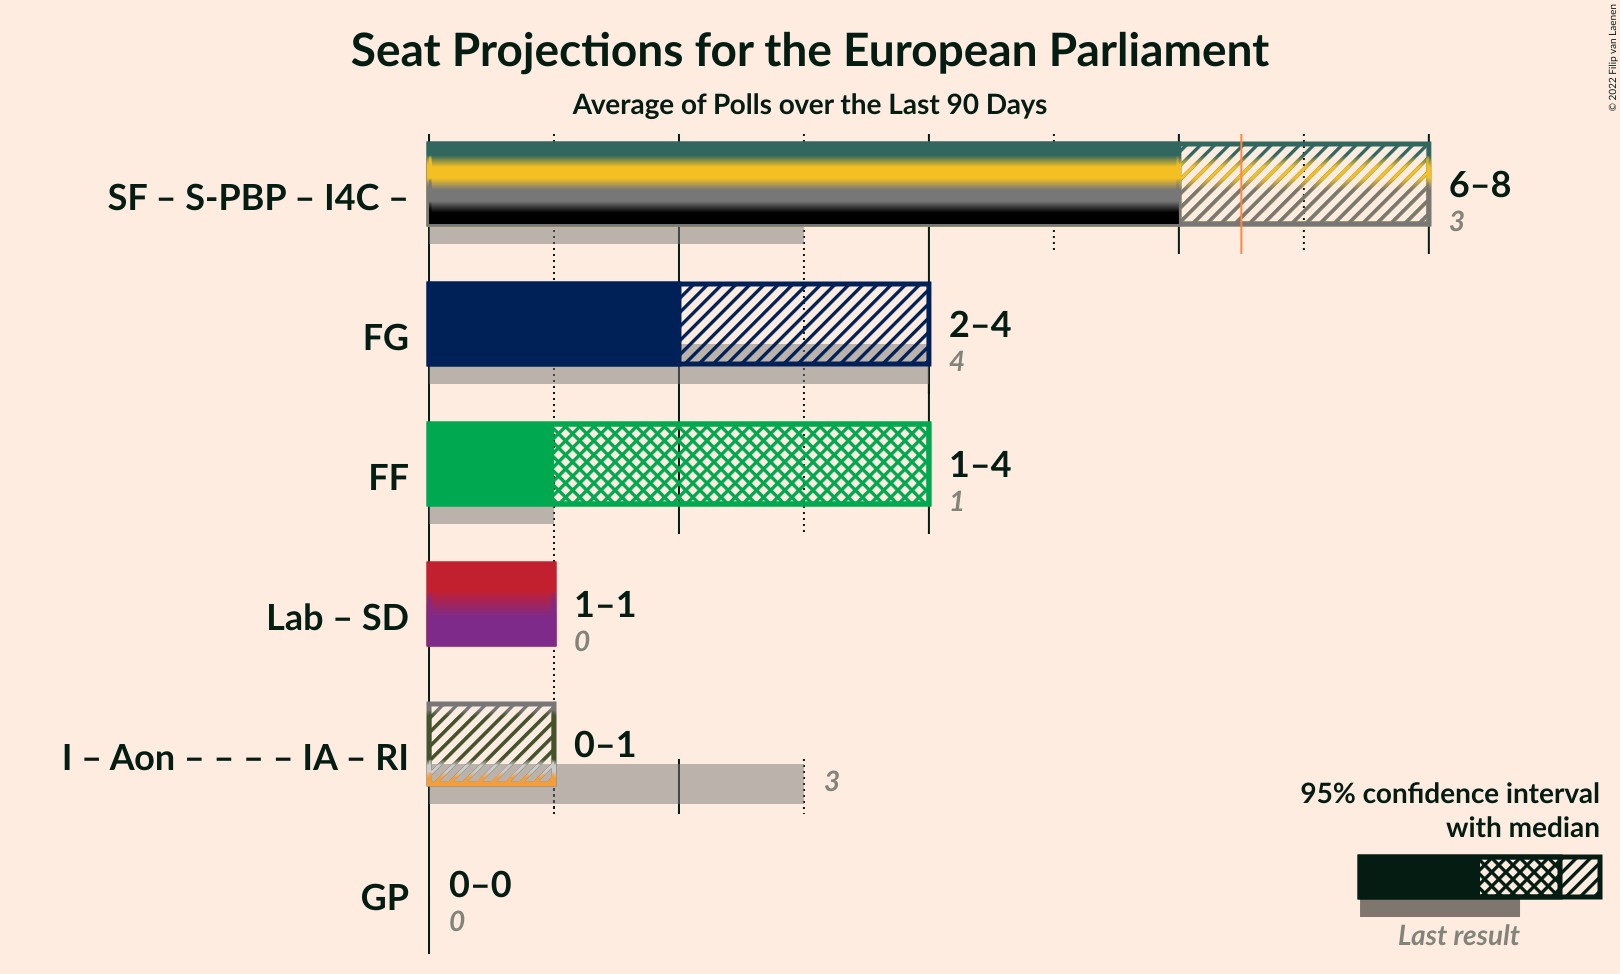 Seat Projections for the European Parliament
Average of Polls over the Last 90 Days
© 2022 Filip van Laenen
SF – S-PBP – I4C –
6–8
3
FG
2–4
4
FF
1–4
1
Lab – SD
1–1
0
I – Aon – – – – IA – RI
0–1
3
GP
0–0
0
95% confidence interval
with median
Last result